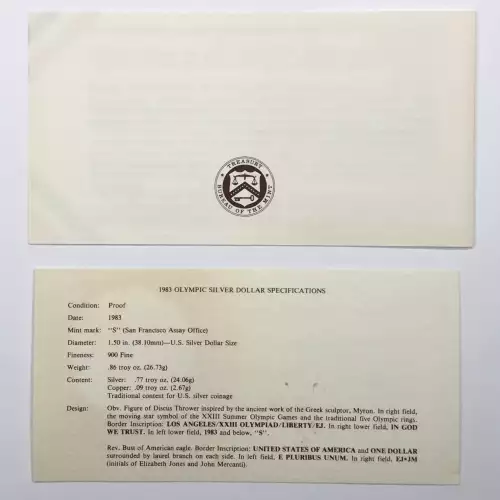 TREASURY
BUREAU OF THE MINT
1983 OLYMPIC SILVER DOLLAR SPECIFICATIONS
Condition: Proof
Date: 1983
Mint mark: "S" (San Francisco Assay Office)
Diameter: 1.50 in. (38.10mm)—U.S. Silver Dollar Size
Fineness: 900 Fine
Weight: .86 troy oz. (26.73g)
Content: Silver: .77 troy oz. (24.06g)
Copper: .09 troy oz. (2.67g)
Traditional content for U.S. silver coinage
Design: Obv. Figure of Discus Thrower inspired by the ancient work of the Greek sculptor, Myron. In right field,
the moving star symbol of the XXIII Summer Olympic Games and the traditional five Olympic rings.
Border Inscription: LOS ANGELES/XXIII OLYMPIAD/LIBERTY/EJ. In right lower field, IN GOD
WE TRUST. In left lower field, 1983 and below, "S".
Rev. Bust of American eagle. Border Inscription: UNITED STATES OF AMERICA and ONE DOLLAR
surrounded by laurel branch on each side. In left field, E PLURIBUS UNUM. In right field, EJ•JM
(initials of Elizabeth Jones and John Mercanti).